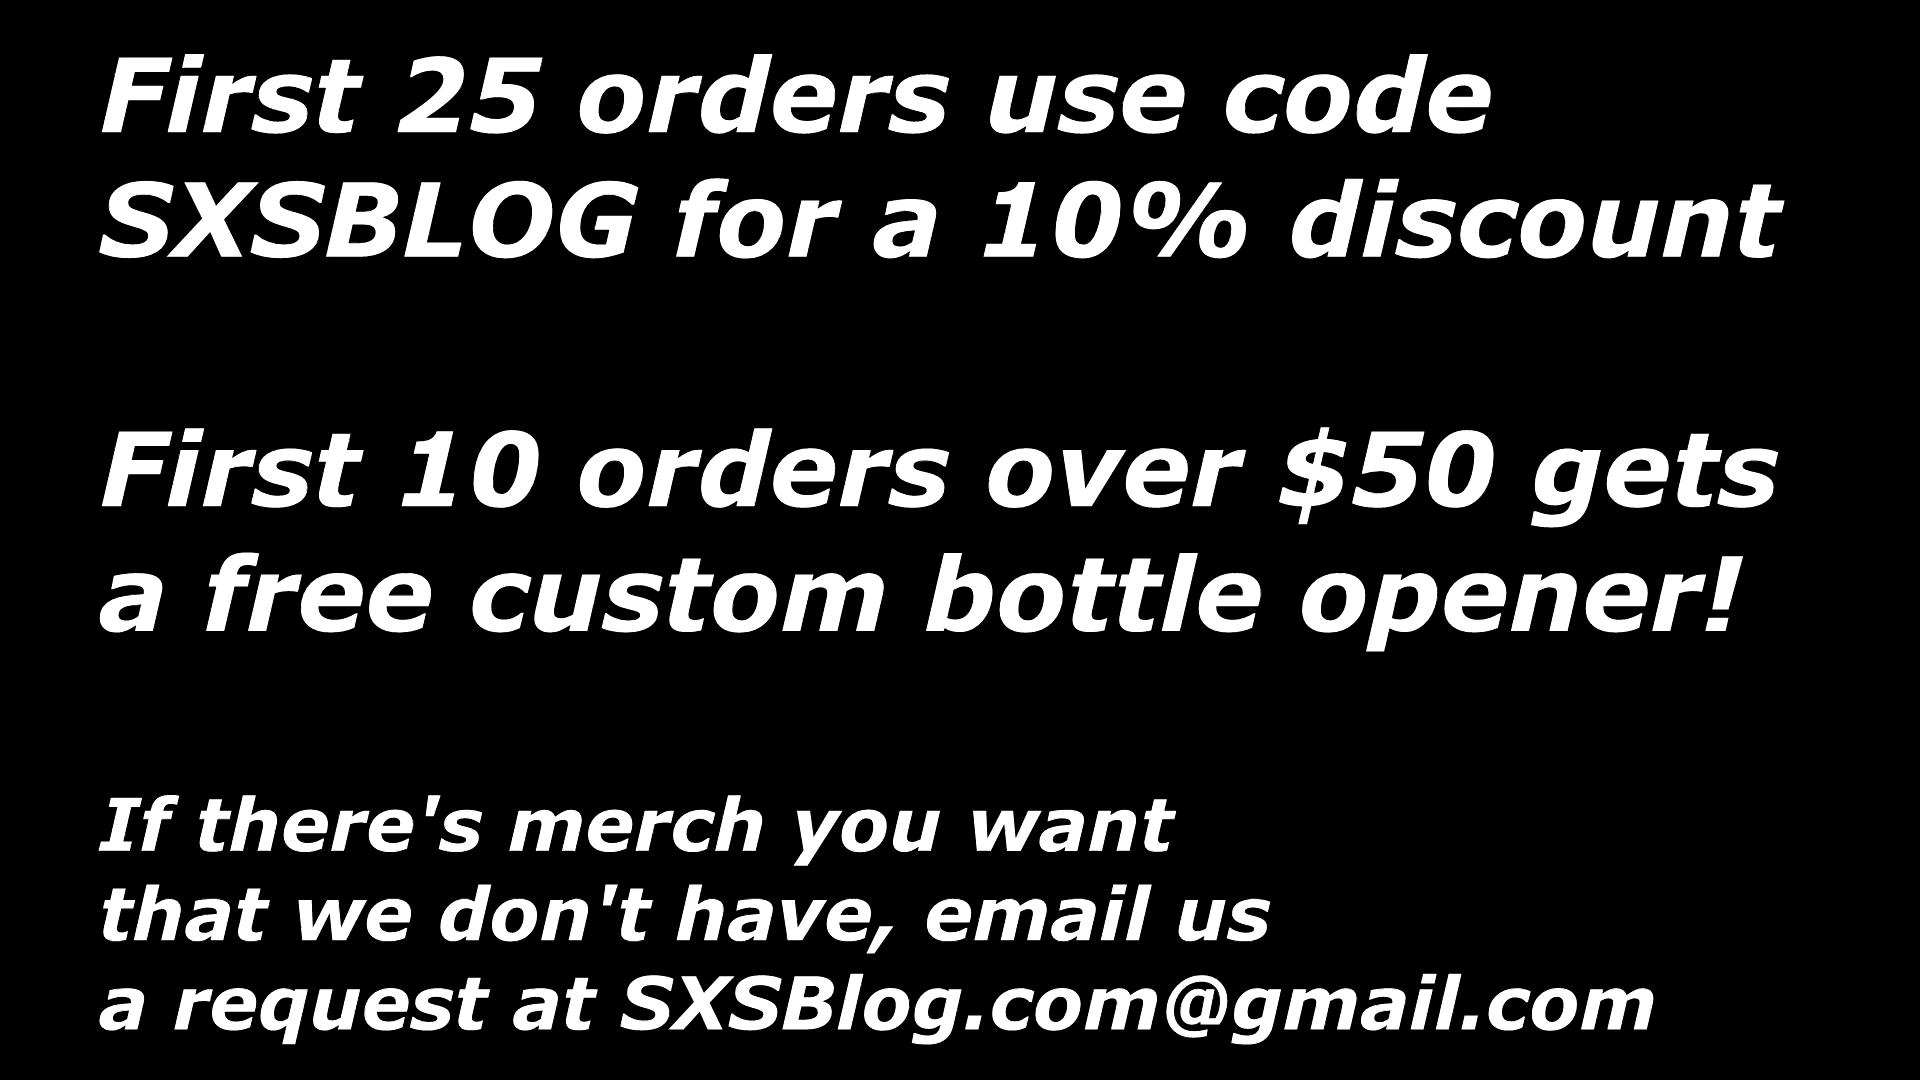 First 25 orders use code
SXSBLOG for a 10% discount
First 10 orders over $50 gets
a free custom bottle opener!
If there's merch you want
that we don't have, email us
a request at SXSBlog.com@gmail.com